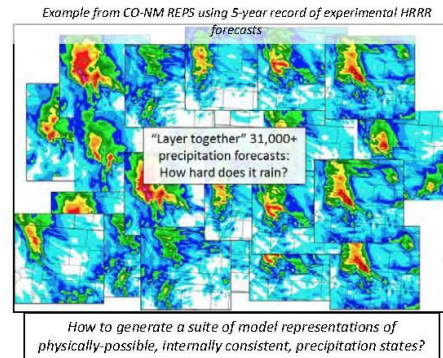 Example from CO-NM REPS using 5-year record of experimental HRRR
forecasts
“Layer together” 31,000+
precipitation forecasts:
How hard does it rain?
How to generate a suite of model representations of
physically-possible, internally consistent, precipitation states?